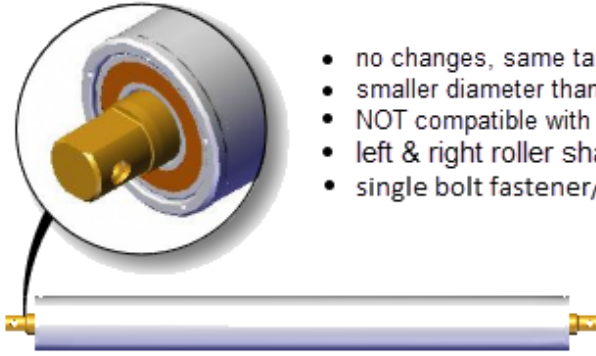 • no changes, same ta
• smaller diameter than
• NOT compatible with
• left & right roller sha
• single bolt fastener/